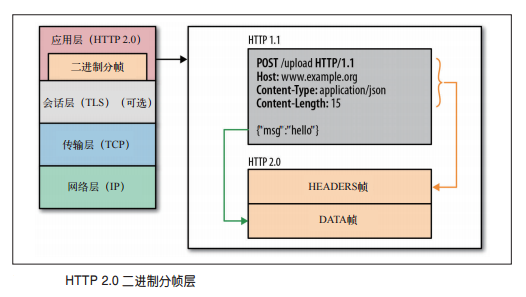 应用层（HTTP 2.0）
二进制分帧
会话层（TLS）（可选）
传输层（TCP）
网络层（IP）
HTTP 1.1
POST /upload HTTP/1.1
Host: www.example.org
Content-Type: application/json
Content-Length: 15
{"msg":"hello"}
HTTP 2.0
HEADERS帧
DATA帧
HTTP 2.0 二进制分帧层